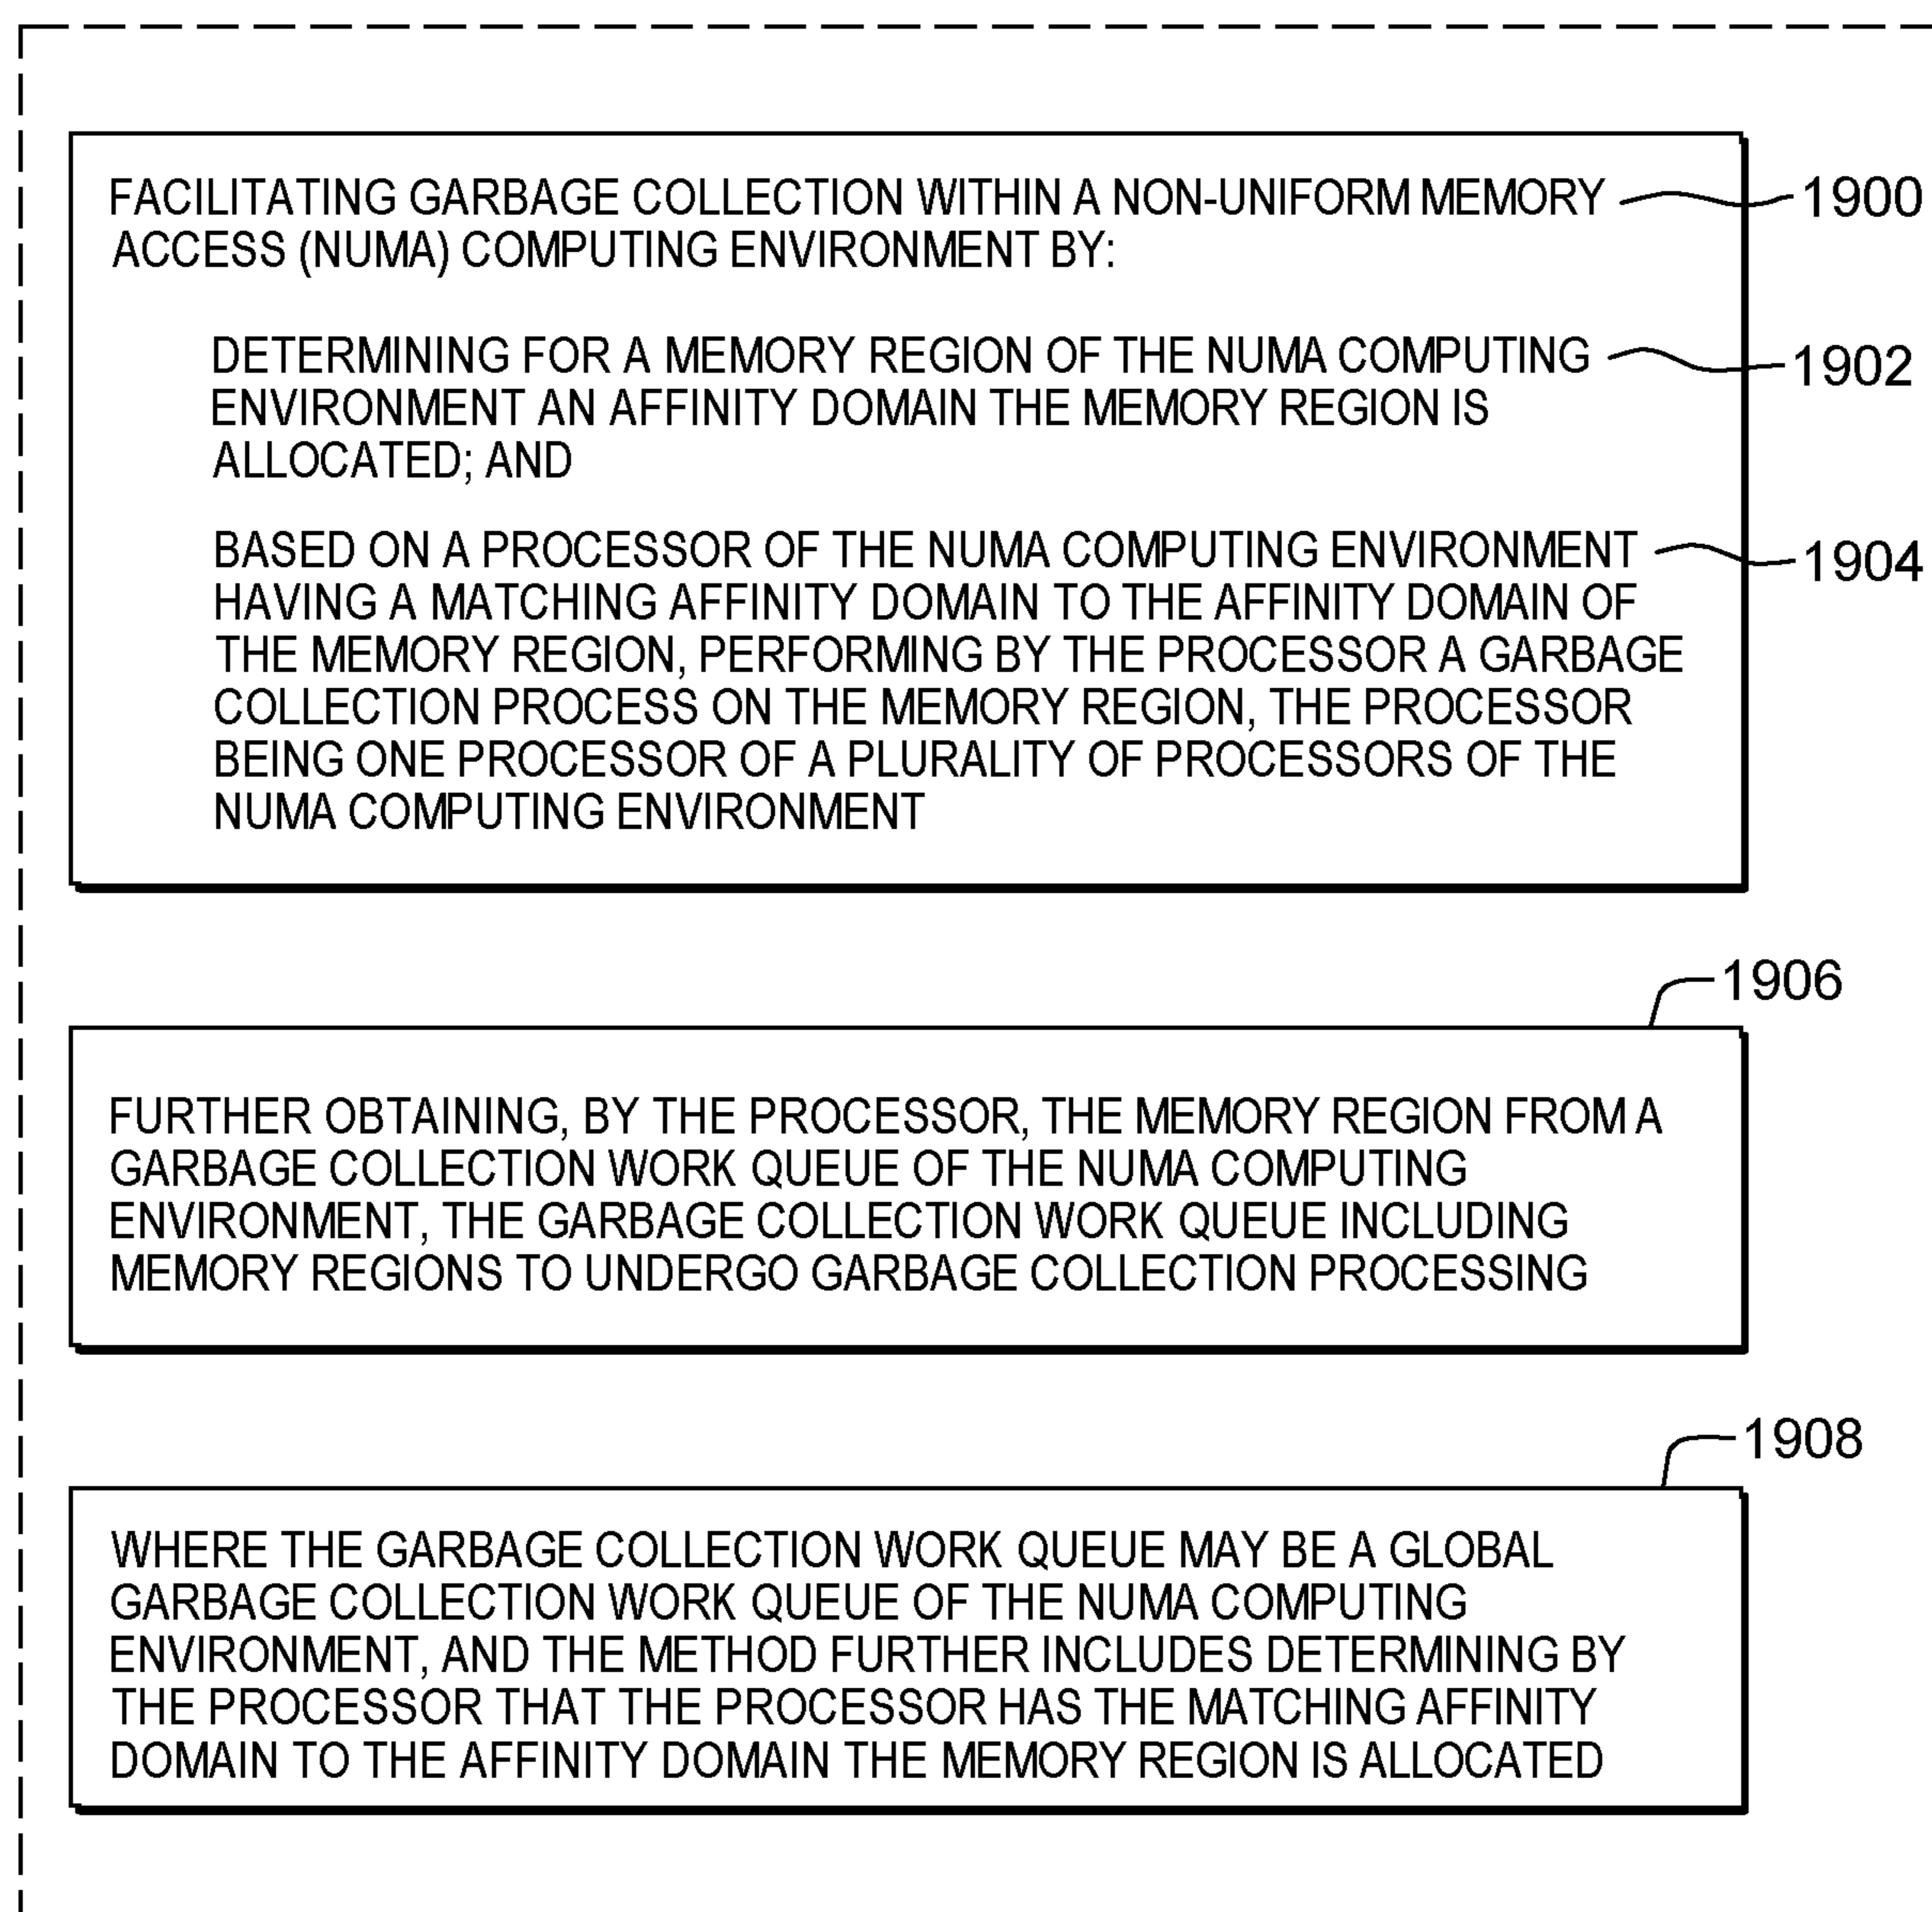 FACILITATING GARBAGE COLLECTION WITHIN A NON-UNIFORM MEMORY 1900
ACCESS (NUMA) COMPUTING ENVIRONMENT BY:
DETERMINING FOR A MEMORY REGION OF THE NUMA COMPUTING 1902
ENVIRONMENT AN AFFINITY DOMAIN THE MEMORY REGION IS
ALLOCATED; AND
BASED ON A PROCESSOR OF THE NUMA COMPUTING ENVIRONMENT 1904
HAVING A MATCHING AFFINITY DOMAIN TO THE AFFINITY DOMAIN OF
THE MEMORY REGION, PERFORMING BY THE PROCESSOR A GARBAGE
COLLECTION PROCESS ON THE MEMORY REGION, THE PROCESSOR
BEING ONE PROCESSOR OF A PLURALITY OF PROCESSORS OF THE
NUMA COMPUTING ENVIRONMENT
1906
FURTHER OBTAINING, BY THE PROCESSOR, THE MEMORY REGION FROM A
GARBAGE COLLECTION WORK QUEUE OF THE NUMA COMPUTING
ENVIRONMENT, THE GARBAGE COLLECTION WORK QUEUE INCLUDING
MEMORY REGIONS TO UNDERGO GARBAGE COLLECTION PROCESSING
1908
WHERE THE GARBAGE COLLECTION WORK QUEUE MAY BE A GLOBAL
GARBAGE COLLECTION WORK QUEUE OF THE NUMA COMPUTING
ENVIRONMENT, AND THE METHOD FURTHER INCLUDES DETERMINING BY
THE PROCESSOR THAT THE PROCESSOR HAS THE MATCHING AFFINITY
DOMAIN TO THE AFFINITY DOMAIN THE MEMORY REGION IS ALLOCATED